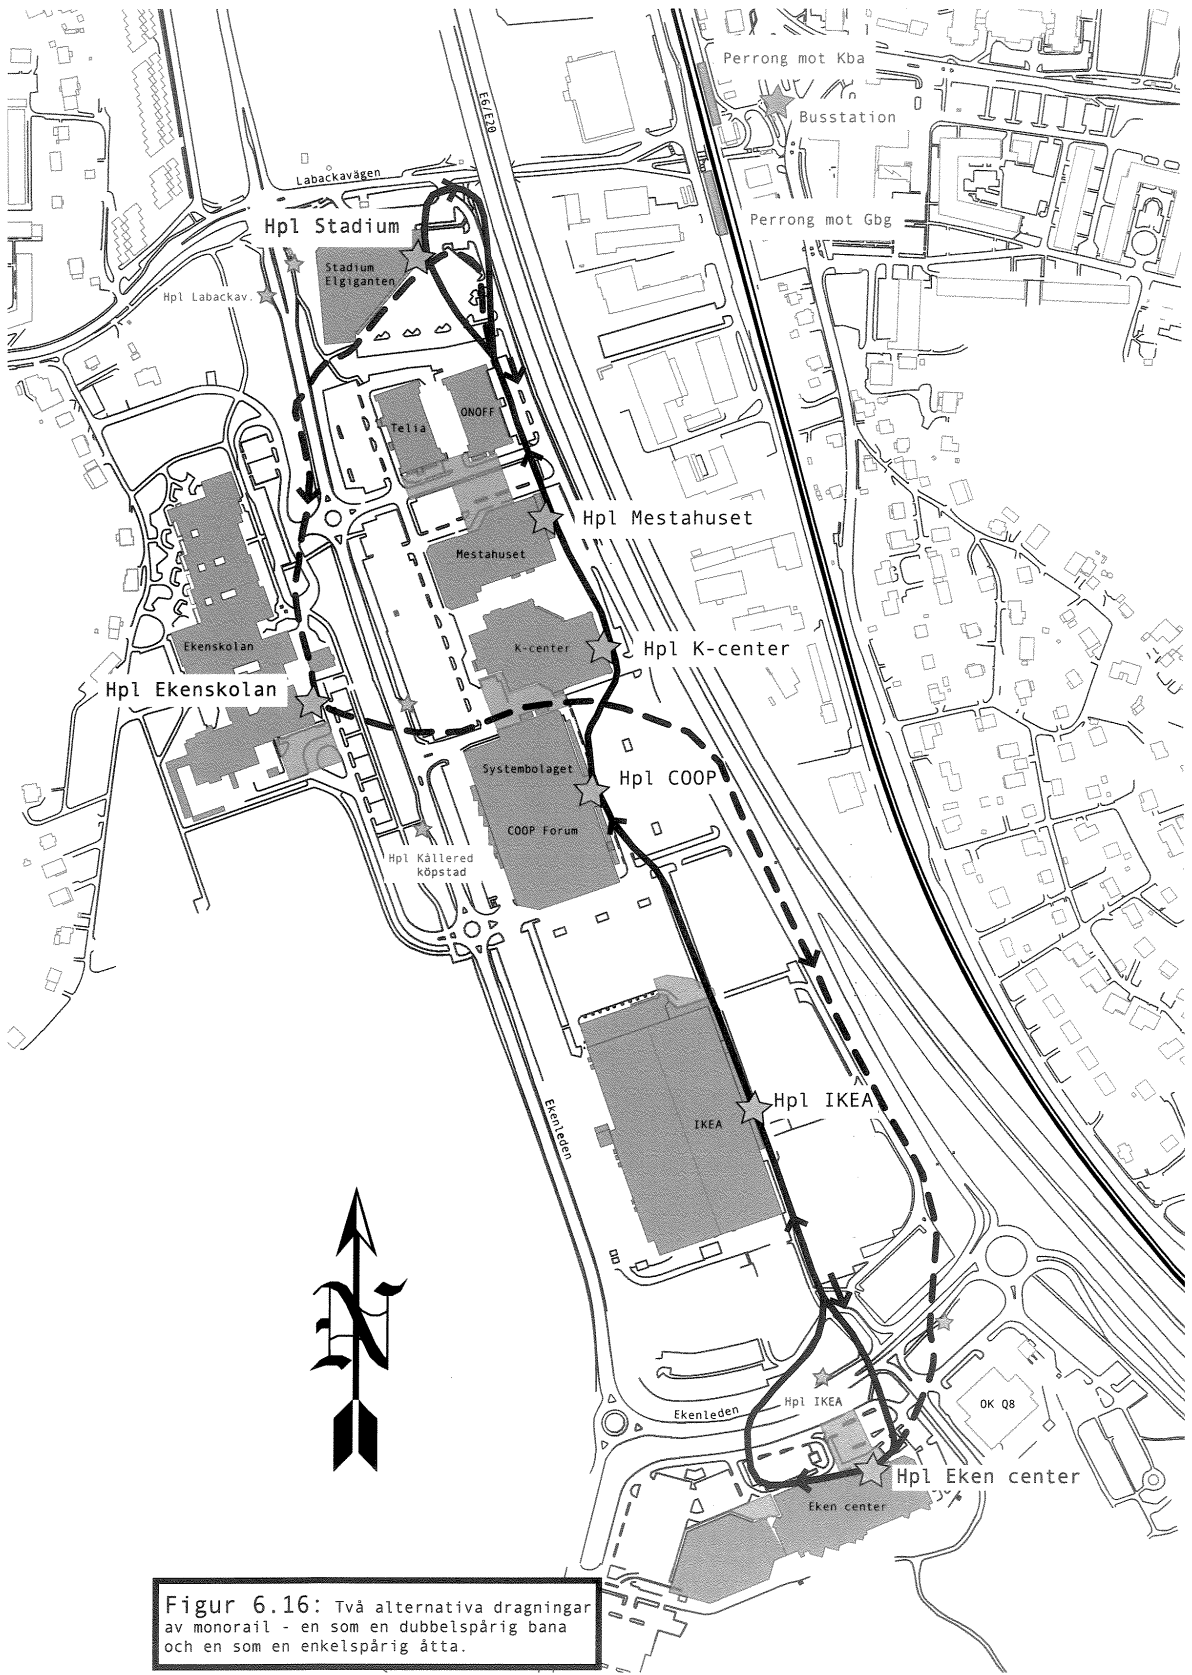 Perrong mot Kba
Busstation
E6/E20
Labackavägen
Hpl Stadium
Perrong mot Gbg
Stadium
Elgiganten
Hpl Labackav.
ONOFF
Telia
Hpl Mestahuset
Mestahuset
Ekenskolan
K-center
Hpl K-center
Hpl Ekenskolan
Systembolaget
Hpl COOP
COOP Forum
Hpl Kållered
köpstad
Hpl IKEA
IKEA
Ekenleden
N
Hpl IKEA
Ekenleden
OK Q8
Hpl Eken center
Eken center
Figur 6.16: Två alternativa dragningar
av monorail - en som en dubbelspårig bana
och en som en enkelspårig åtta.